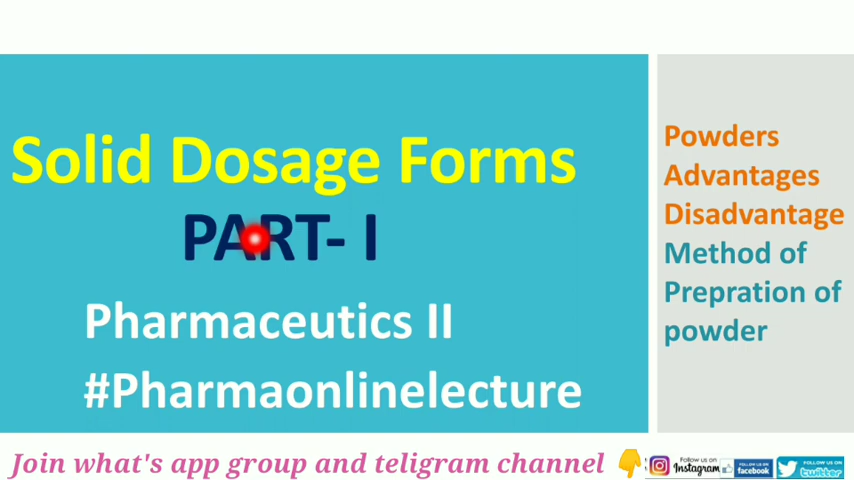 Solid Dosage Forms
PART- I
Pharmaceutics II
#Pharmaonlinelecture
Powders
Advantages
Disadvantage
Method of
Prepration of
powder
Join what's app group and teligram channel
Follow us on
Instagram
FOLLOW US ON
facebook
FOLLOW US ON
twitter